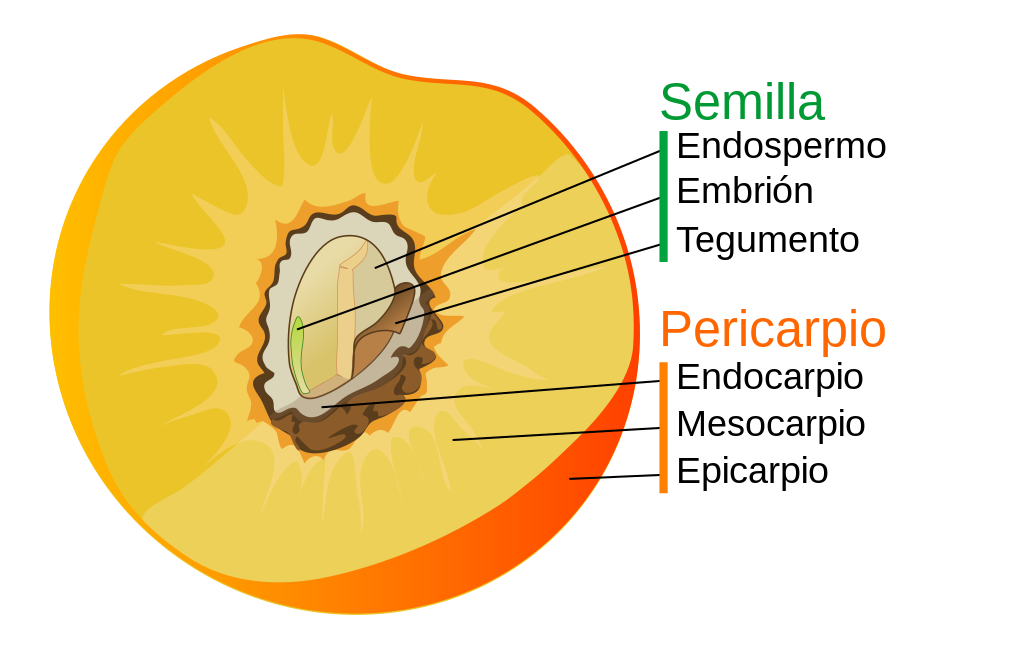 Semilla
Endospermo
Embrión
Tegumento
Pericarpio
Endocarpio
Mesocarpio
Epicarpio